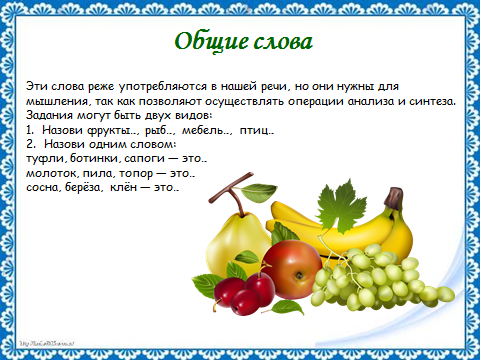 Общие слова
Эти слова реже употребляются в нашей речи, но они нужны для
мышления, так как позволяют осуществлять операции анализа и синтеза.
Задания могут быть двух видов:
1. Назови фрукты.., рыб.., мебель.., птиц..
2. Назови одним словом:
туфли, ботинки, сапоги — это..
молоток, пила, топор — это..
сосна, берёза, клён — это..